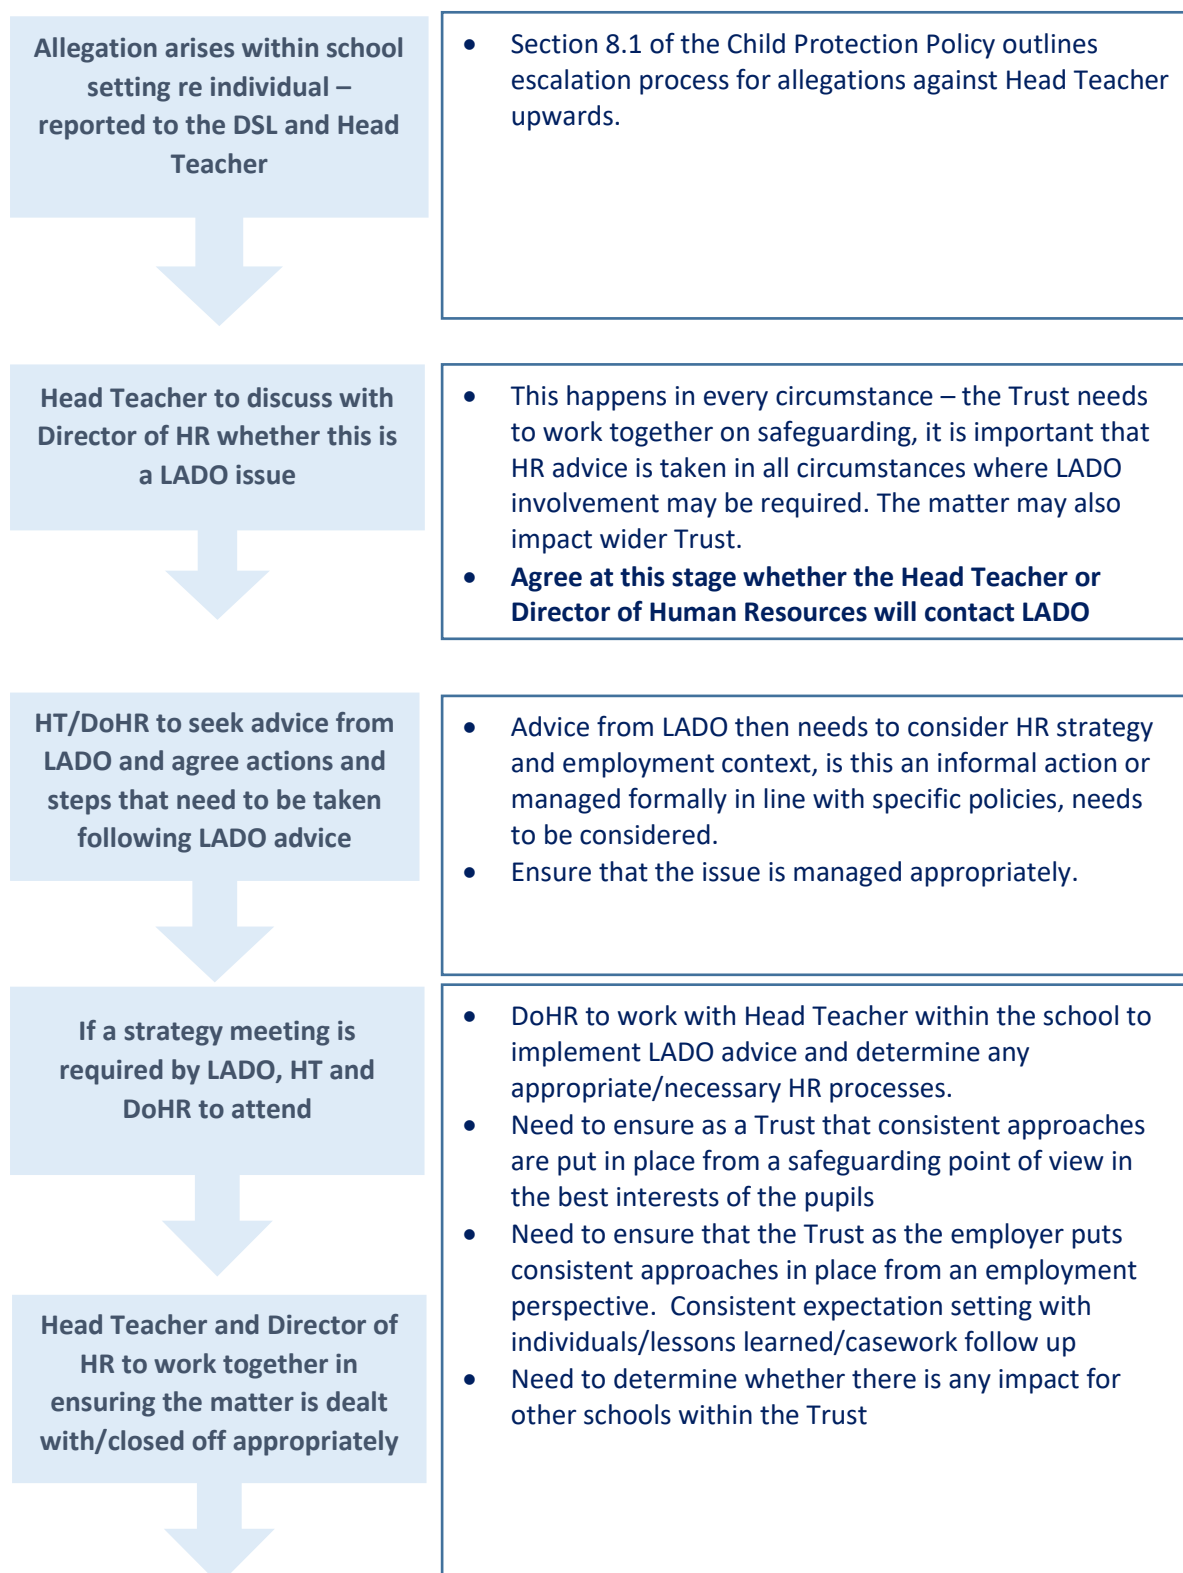 Allegation arises within school
setting re individual –
reported to the DSL and Head
Teacher
• Section 8.1 of the Child Protection Policy outlines
escalation process for allegations against Head Teacher
upwards.
Head Teacher to discuss with
Director of HR whether this is
a LADO issue
• This happens in every circumstance – the Trust needs
to work together on safeguarding, it is important that
HR advice is taken in all circumstances where LADO
involvement may be required. The matter may also
impact wider Trust.
• Agree at this stage whether the Head Teacher or
Director of Human Resources will contact LADO
HT/DoHR to seek advice from
LADO and agree actions and
steps that need to be taken
following LADO advice
• Advice from LADO then needs to consider HR strategy
and employment context, is this an informal action or
managed formally in line with specific policies, needs
to be considered.
• Ensure that the issue is managed appropriately.
If a strategy meeting is
required by LADO, HT and
DoHR to attend
• DoHR to work with Head Teacher within the school to
implement LADO advice and determine any
appropriate/necessary HR processes.
• Need to ensure as a Trust that consistent approaches
are put in place from a safeguarding point of view in
the best interests of the pupils
• Need to ensure that the Trust as the employer puts
consistent approaches in place from an employment
perspective.  Consistent expectation setting with
individuals/lessons learned/casework follow up
• Need to determine whether there is any impact for
other schools within the Trust
Head Teacher and Director of
HR to work together in
ensuring the matter is dealt
with/closed off appropriately